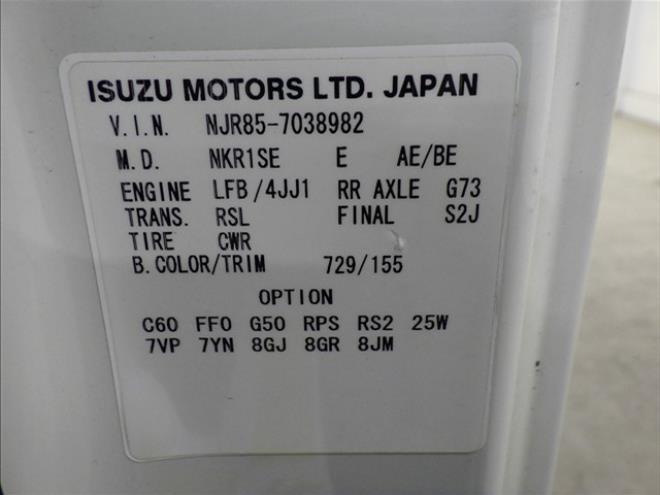 ISUZU MOTORS LTD. JAPAN
V.I.N. NJR85-7038982
M.D. NKR1SE E AE/BE
ENGINE LFB/4JJ1 RR AXLE G73
TRANS. RSL FINAL S2J
TIRE CWR
B.COLOR/TRIM 729/155
OPTION
C60 FF0 G50 RPS RS2 25W
7VP 7YN 8GJ 8GR 8JM